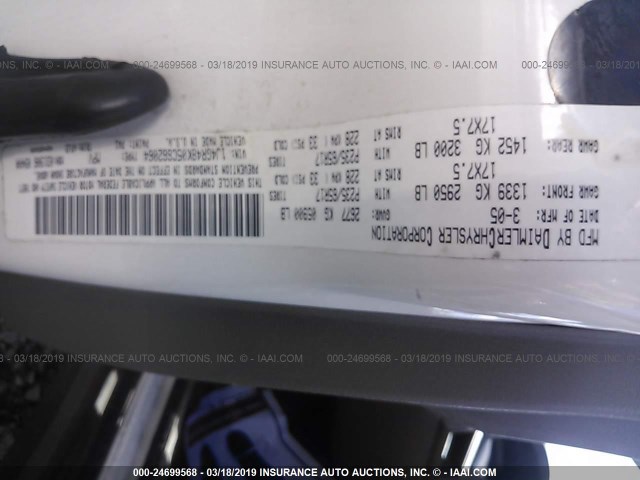 000-24699568 - 03/18/2019 INSURANCE AUTO AUCTIONS, INC. - © IAAI.COM
MFD BY DAIMLERCHRYSLER CORPORATION
DATE OF MFR: 3-05 GVWR: 2677 KG 05900 LB
GAWR FRONT: 1339 KG 2950 LB WITH P235/65R17 TIRES
17X7.5 RIMS AT 228 KPA ( 33 PSI COLD
GAWR REAR: 1452 KG 3200 LB WITH P235/65R17 TIRES
17X7.5 RIMS AT 228 KPA ( 33 PSI COLD
THIS VEHICLE CONFORMS TO ALL APPLICABLE FEDERAL MOTOR VEHICLE SAFETY
PREVENTION STANDARDS IN EFFECT ON THE DATE OF MANUFACTURE SHOWN ABOVE.
VIN: TYPE: MPV
VEHICLE MADE IN U.S.A.
000-24699568 - 03/18/2019 INSURANCE AUTO AUCTIONS, INC. - © IAAI.COM
000-24699568 - 03/18/2019 INSURANCE AUTO AUCTIONS, INC. - © IAAI.COM